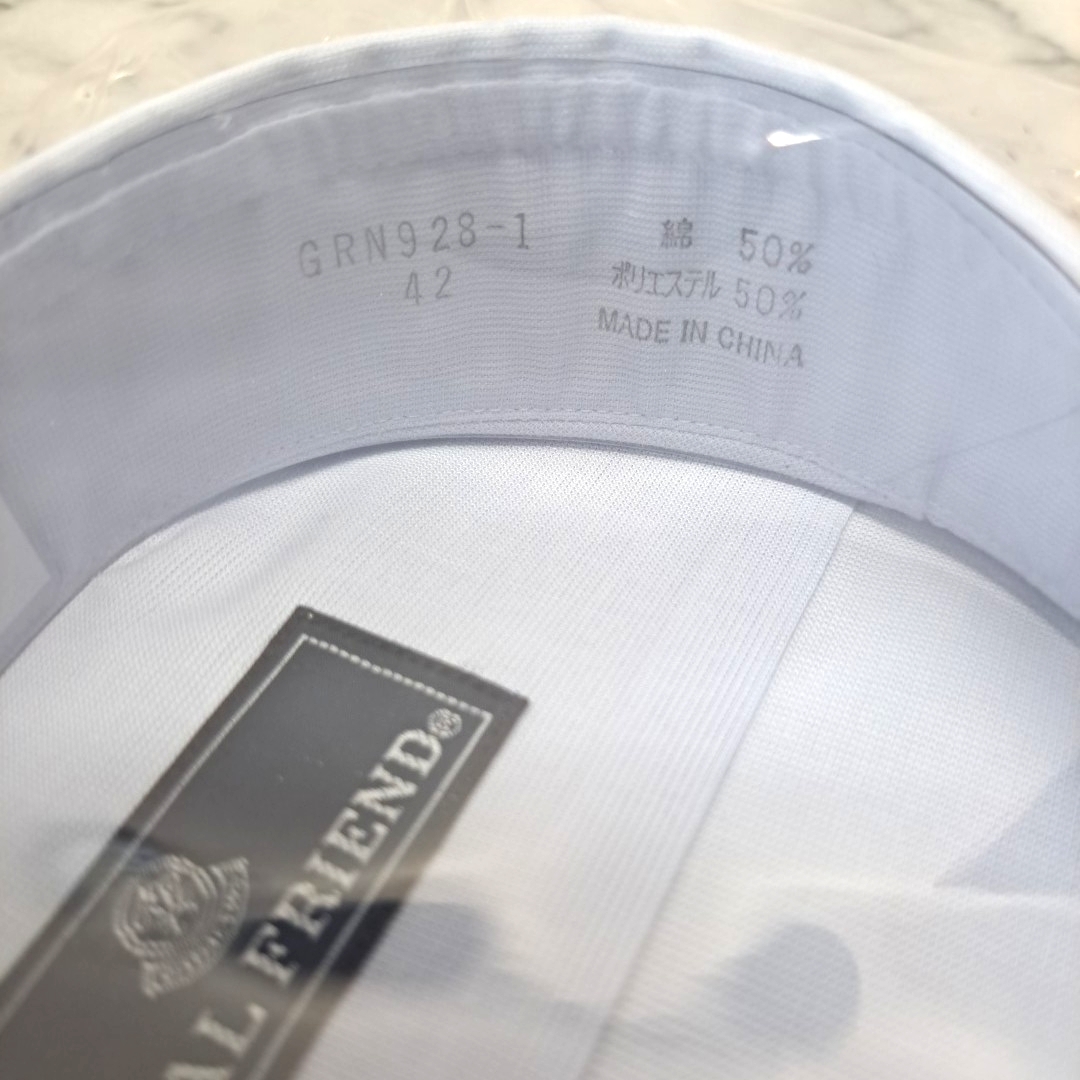 GRN928-1
42
綿 50%
ポリエステル 50%
MADE IN CHINA
AL FRIEND®